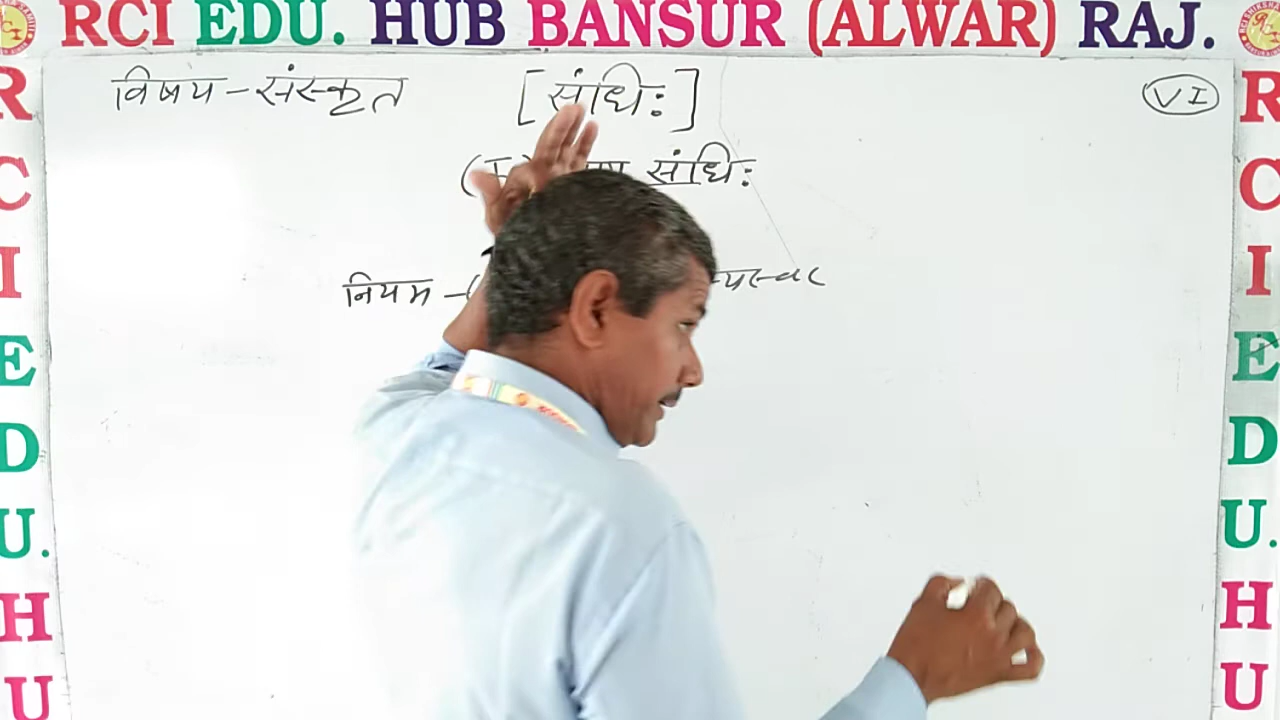 RCI EDU. HUB BANSUR (ALWAR) RAJ.
विषय - संस्कृत [संधिः] VI
संधिः
नियम -
R C I E D U. H U
R C I E D U. H U